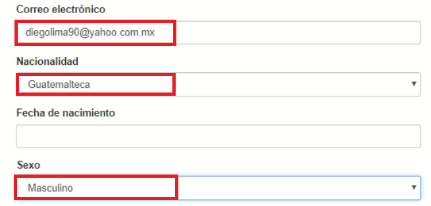 Correo electrónico
diegolima90@yahoo.com.mx
Nacionalidad
Guatemalteca
Fecha de nacimiento
Sexo
Masculino